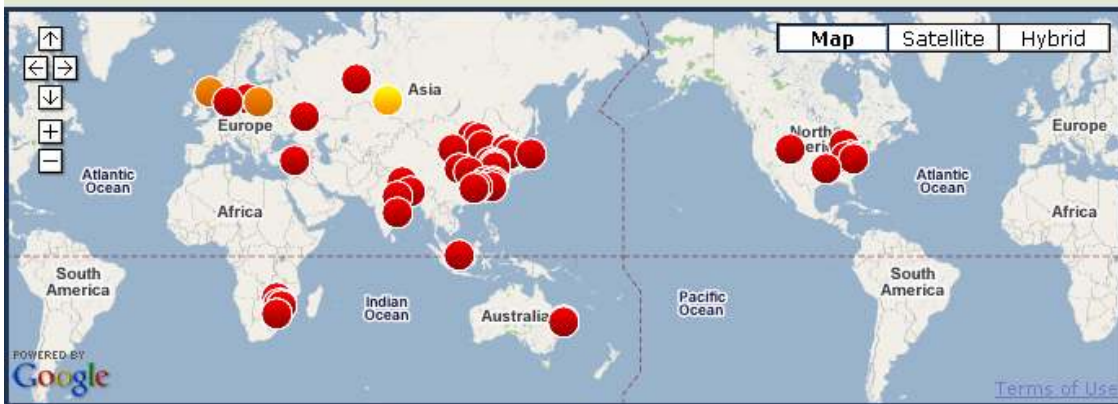 Map Satellite Hybrid
Asia
Europe
North
America
Europe
Atlantic
Ocean
Atlantic
Ocean
Africa
Africa
South
America
Indian
Ocean
Australia
Pacific
Ocean
South
America
POWERED BY
Google
Terms of Use